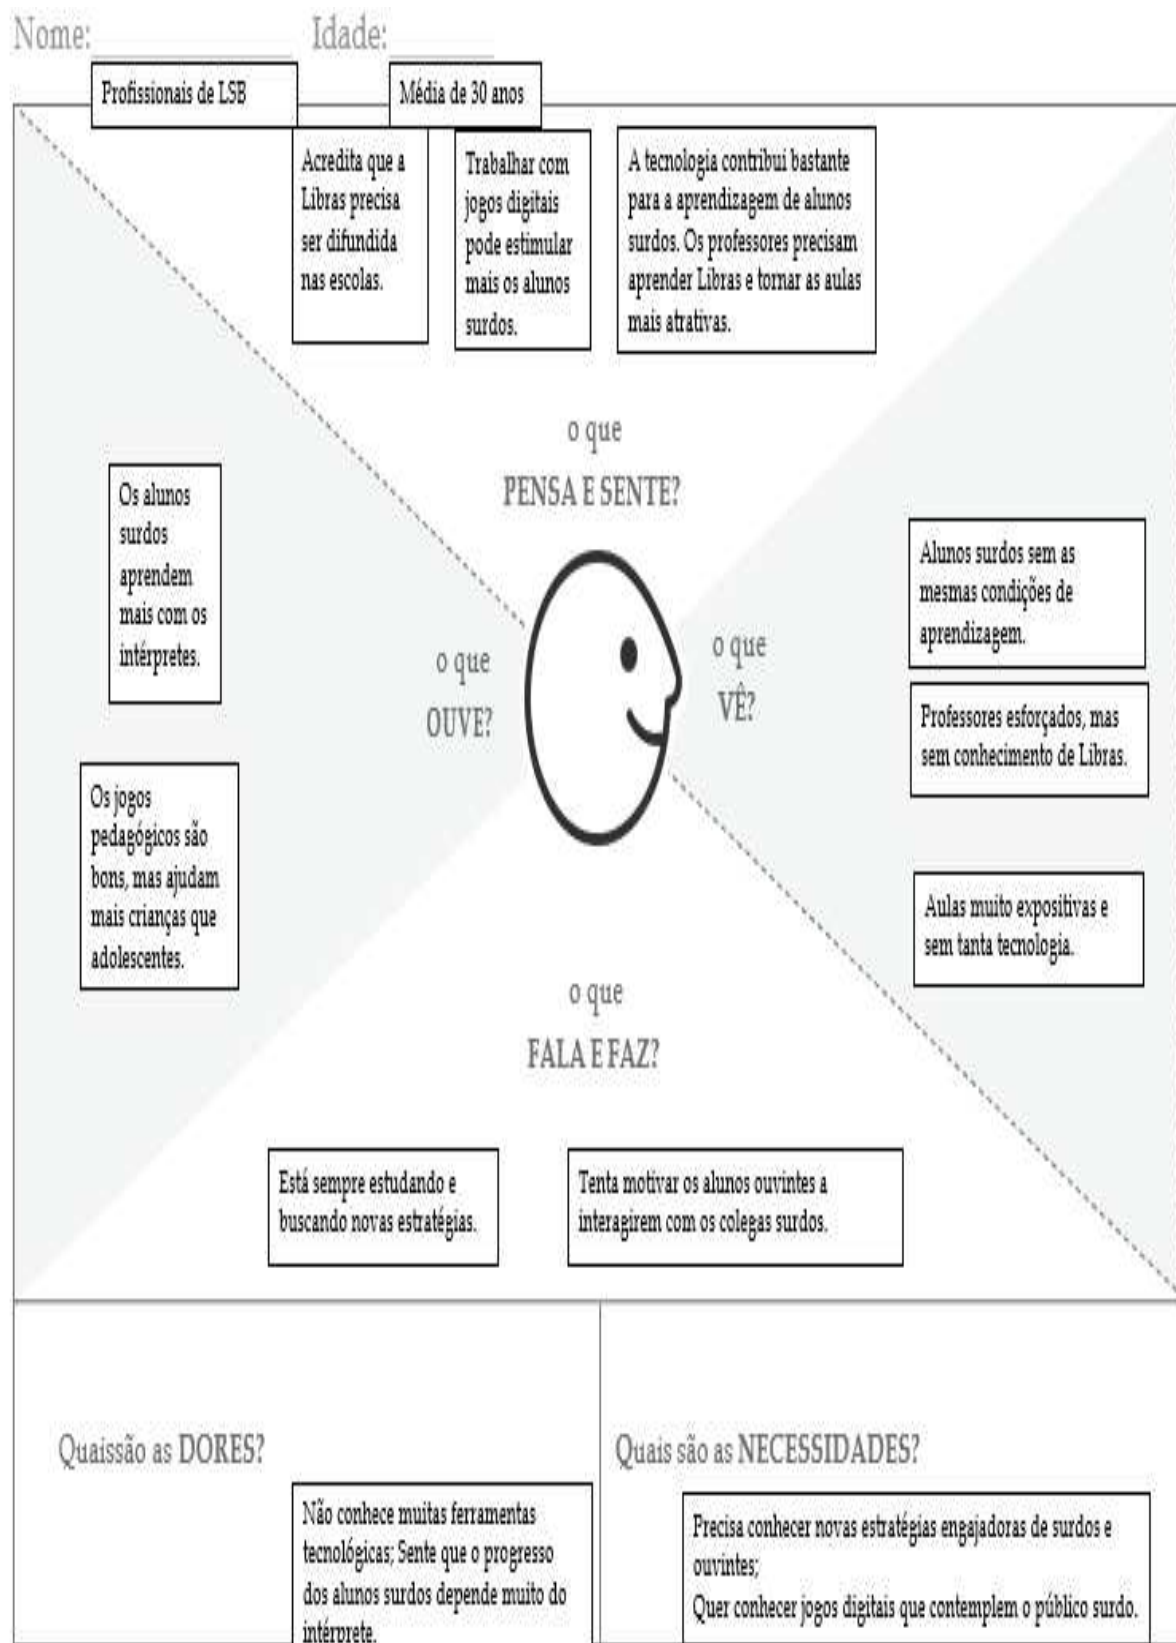 Nome: Idade:
Profissionais de LSB
Média de 30 anos
Acredita que a
Libras precisa
ser difundida
nas escolas.
Trabalhar com
jogos digitais
pode estimular
mais os alunos
surdos.
A tecnologia contribui bastante
para a aprendizagem de alunos
surdos. Os professores precisam
aprender Libras e tornar as aulas
mais atrativas.
o que
PENSA E SENTE?
Os alunos
surdos
aprendem
mais com os
intérpretes.
Os jogos
pedagógicos são
bons, mas ajudam
mais crianças que
adolescentes.
o que
OUVE?
o que
VÊ?
Alunos surdos sem as
mesmas condições de
aprendizagem.
Professores esforçados, mas
sem conhecimento de Libras.
Aulas muito expositivas e
sem tanta tecnologia.
o que
FALA E FAZ?
Está sempre estudando e
buscando novas estratégias.
Tenta motivar os alunos ouvintes a
interagirem com os colegas surdos.
Quaissão as DORES?
Não conhece muitas ferramentas
tecnológicas; Sente que o progresso
dos alunos surdos depende muito do
intérprete.
Quais são as NECESSIDADES?
Precisa conhecer novas estratégias engajadoras de surdos e
ouvintes;
Quer conhecer jogos digitais que contemplem o público surdo.